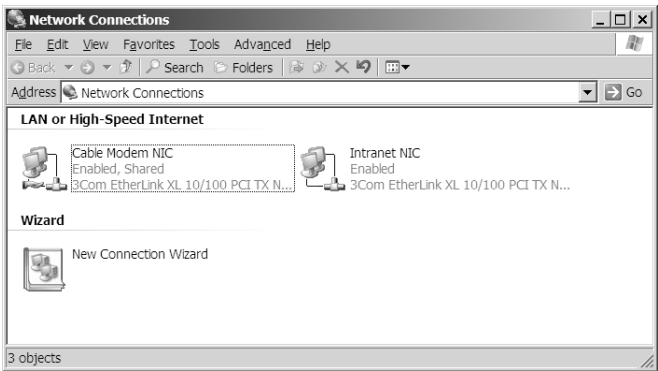 Network Connections
File Edit View Favorites Tools Advanced Help
Back Search Folders
Address Network Connections Go
LAN or High-Speed Internet
Cable Modem NIC Intranet NIC
Enabled, Shared Enabled
3Com EtherLink XL 10/100 PCI TX N... 3Com EtherLink XL 10/100 PCI TX N...
Wizard
New Connection Wizard
3 objects